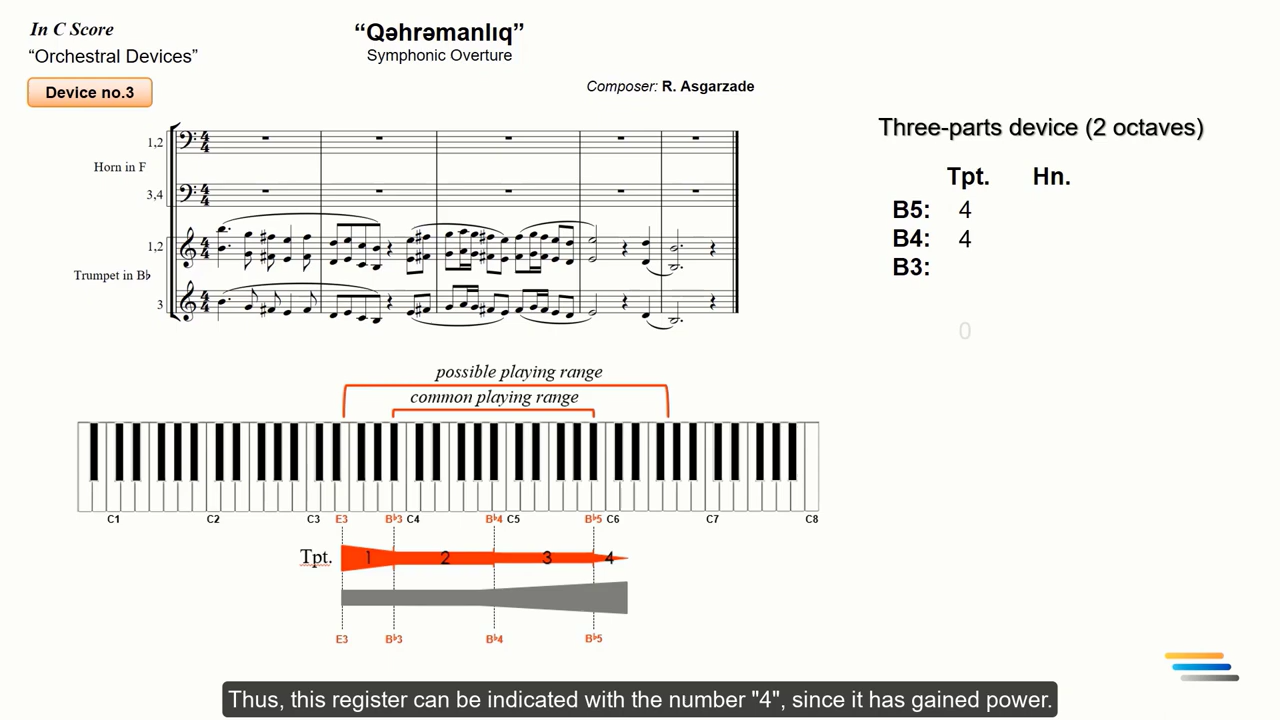 In C Score
“Orchestral Devices”
Device no.3
“Qəhrəmanlıq”
Symphonic Overture
Composer: R. Asgarzade
1,2
Horn in F
3,4
1,2
Trumpet in B♭
3
Three-parts device (2 octaves)
Tpt. Hn.
B5: 4
B4: 4
B3:
0
possible playing range
common playing range
C1 C2 C3 E3 B♭3 C4 B♭4 C5 B♭5 C6 C7 C8
Tpt. 1 2 3 4
E3 B♭3 B♭4 B♭5
Thus, this register can be indicated with the number "4", since it has gained power.